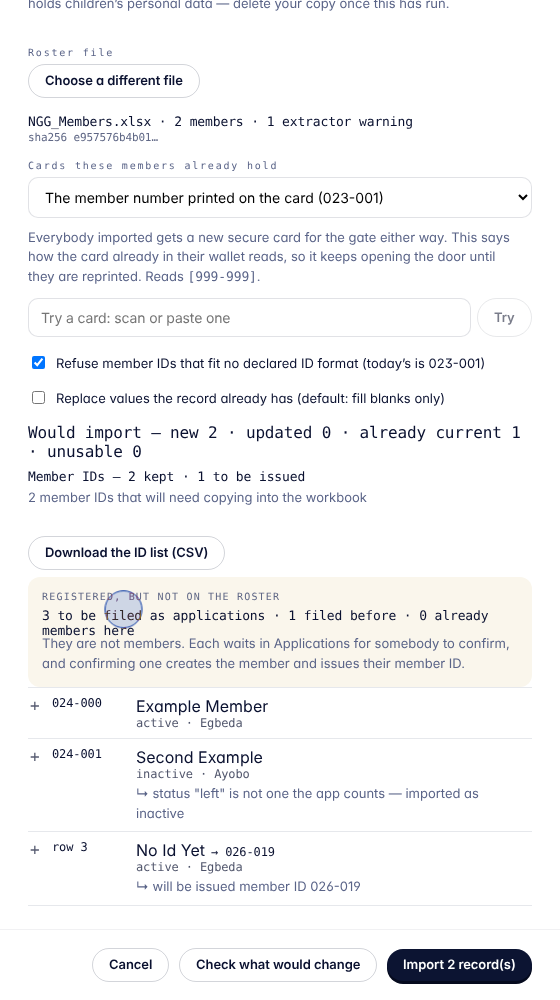 holds children's personal data — delete your copy once this has run.
Roster file
Choose a different file
NGG_Members.xlsx · 2 members · 1 extractor warning
sha256 e957576b4b01…
Cards these members already hold
The member number printed on the card (023-001)
Everybody imported gets a new secure card for the gate either way. This says
how the card already in their wallet reads, so it keeps opening the door until
they are reprinted. Reads [999-999].
Try a card: scan or paste one
Try
Refuse member IDs that fit no declared ID format (today's is 023-001)
Replace values the record already has (default: fill blanks only)
Would import — new 2 · updated 0 · already current 1
· unusable 0
Member IDs — 2 kept · 1 to be issued
2 member IDs that will need copying into the workbook
Download the ID list (CSV)
REGISTERED, BUT NOT ON THE ROSTER
3 to be filed as applications · 1 filed before · 0 already
members here
They are not members. Each waits in Applications for somebody to confirm,
and confirming one creates the member and issues their member ID.
+ 024-000 Example Member
active · Egbeda
+ 024-001 Second Example
inactive · Ayobo
↳ status "left" is not one the app counts — imported as
inactive
+ row 3 No Id Yet → 026-019
active · Egbeda
↳ will be issued member ID 026-019
Cancel
Check what would change
Import 2 record(s)